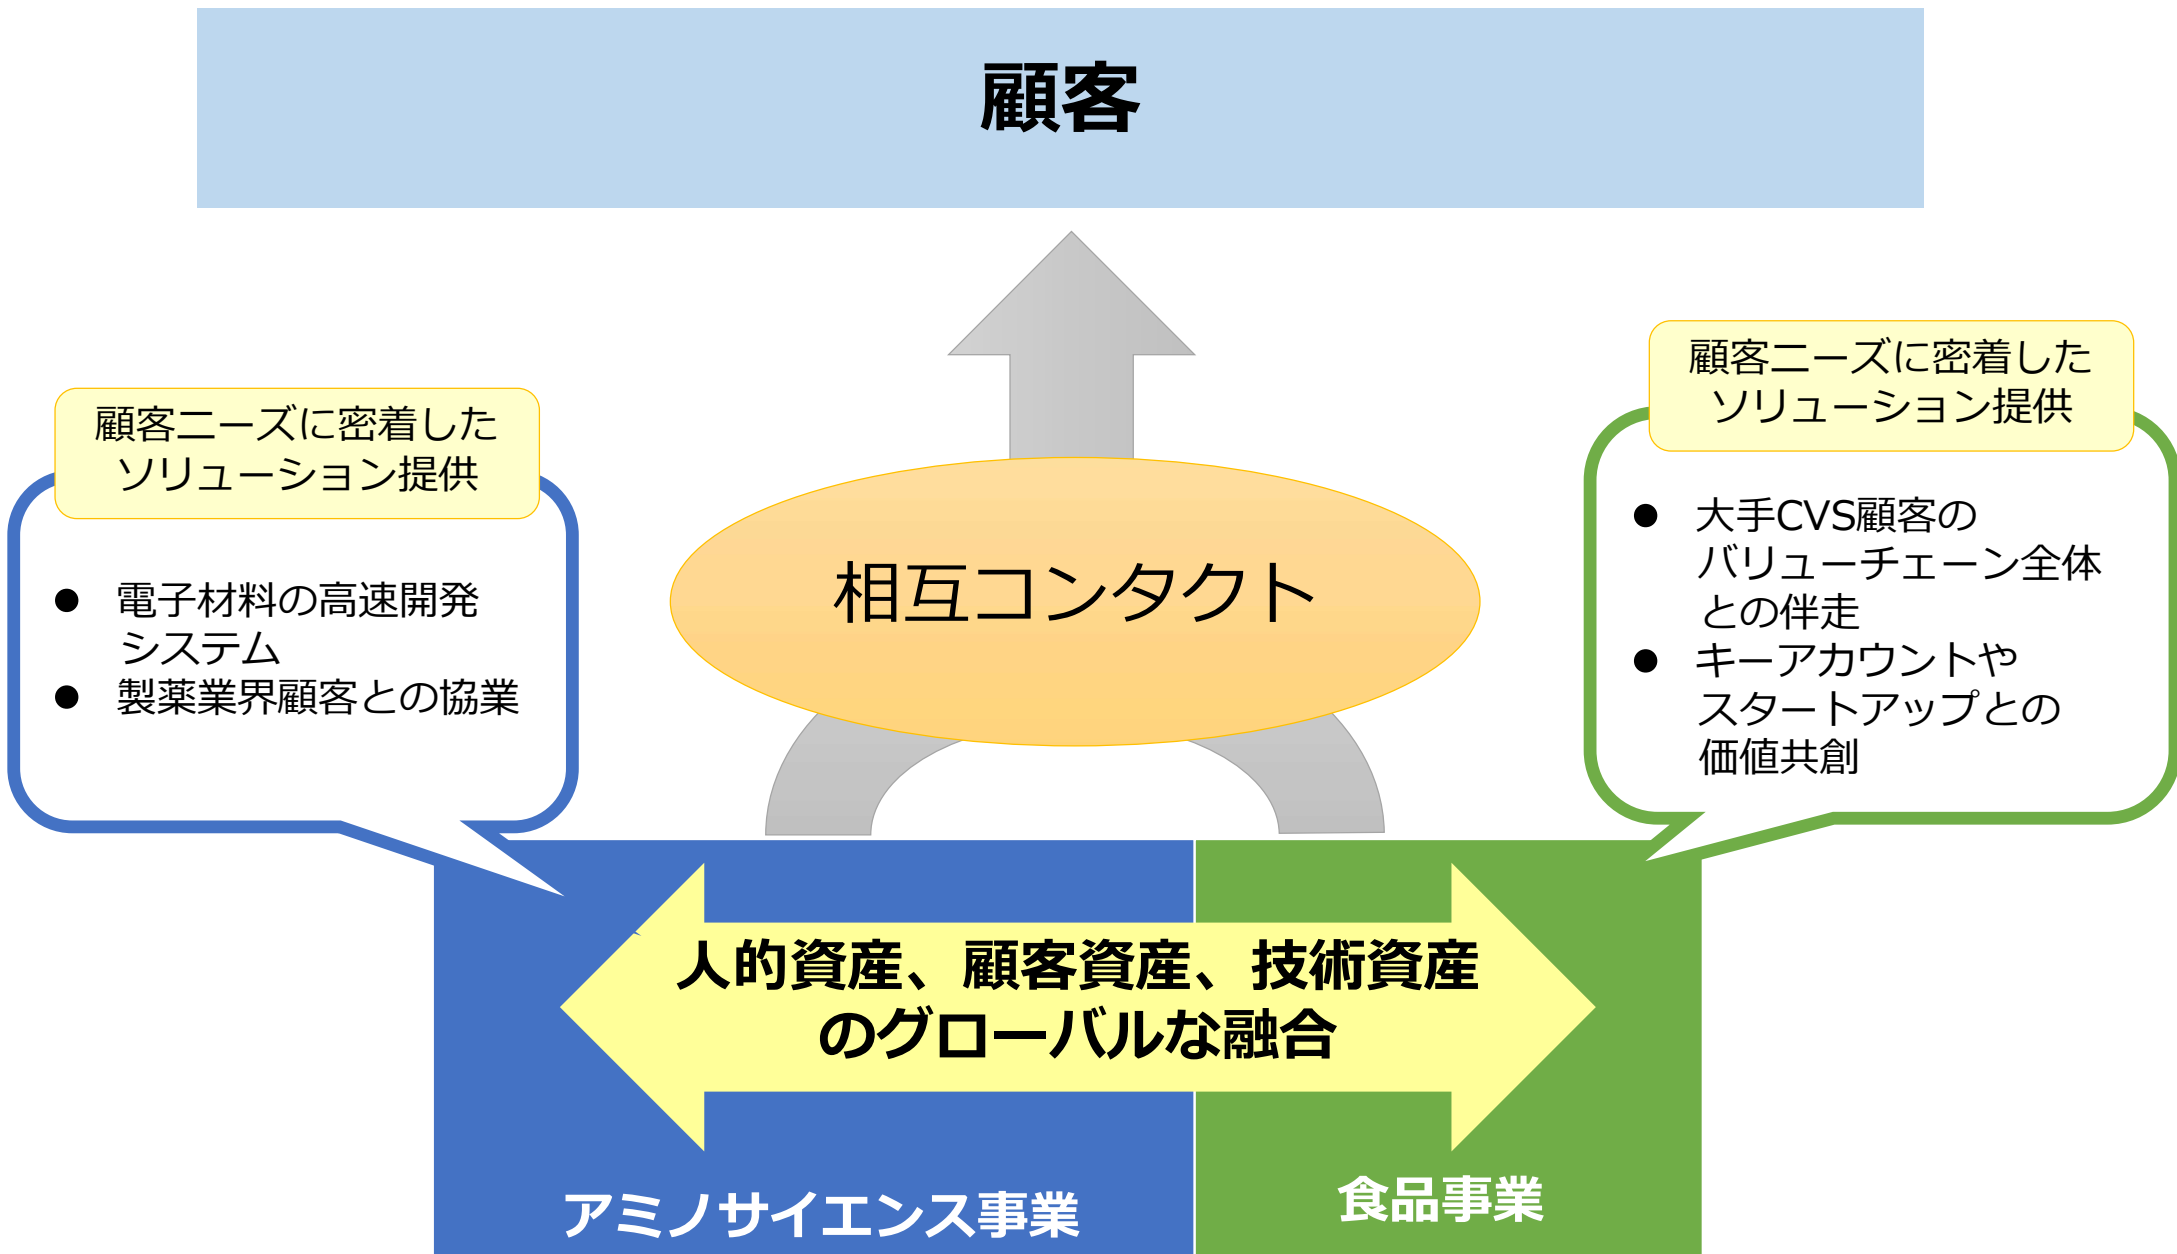 顧客
顧客ニーズに密着した
ソリューション提供
● 電子材料の高速開発
システム
● 製薬業界顧客との協業
相互コンタクト
顧客ニーズに密着した
ソリューション提供
● 大手CVS顧客の
バリューチェーン全体
との伴走
● キーアカウントや
スタートアップとの
価値共創
人的資産、顧客資産、技術資産
のグローバルな融合
アミノサイエンス事業
食品事業